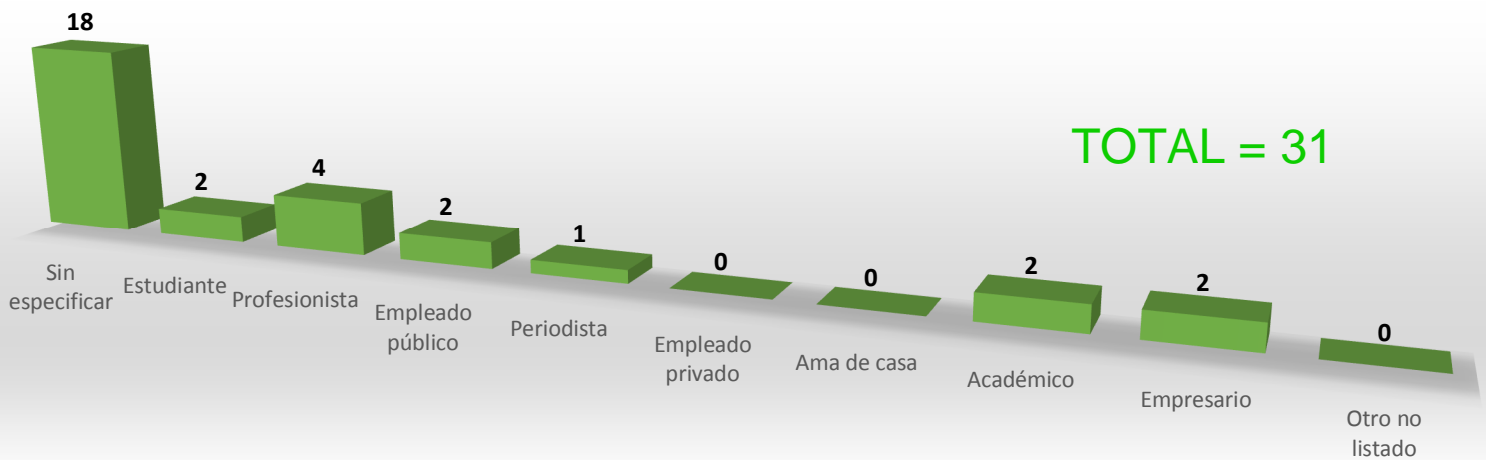 18
2
4
2
1
0
0
2
2
0
TOTAL = 31
Sin
especificar
Estudiante
Profesionista
Empleado
público
Periodista
Empleado
privado
Ama de casa
Académico
Empresario
Otro no
listado